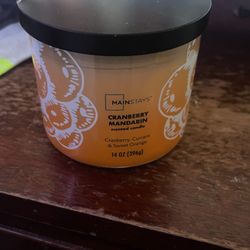 MAINSTAYS
CRANBERRY
MANDARIN
scented candle
Cranberry, Currant
& Sweet Orange
14 OZ (396g)